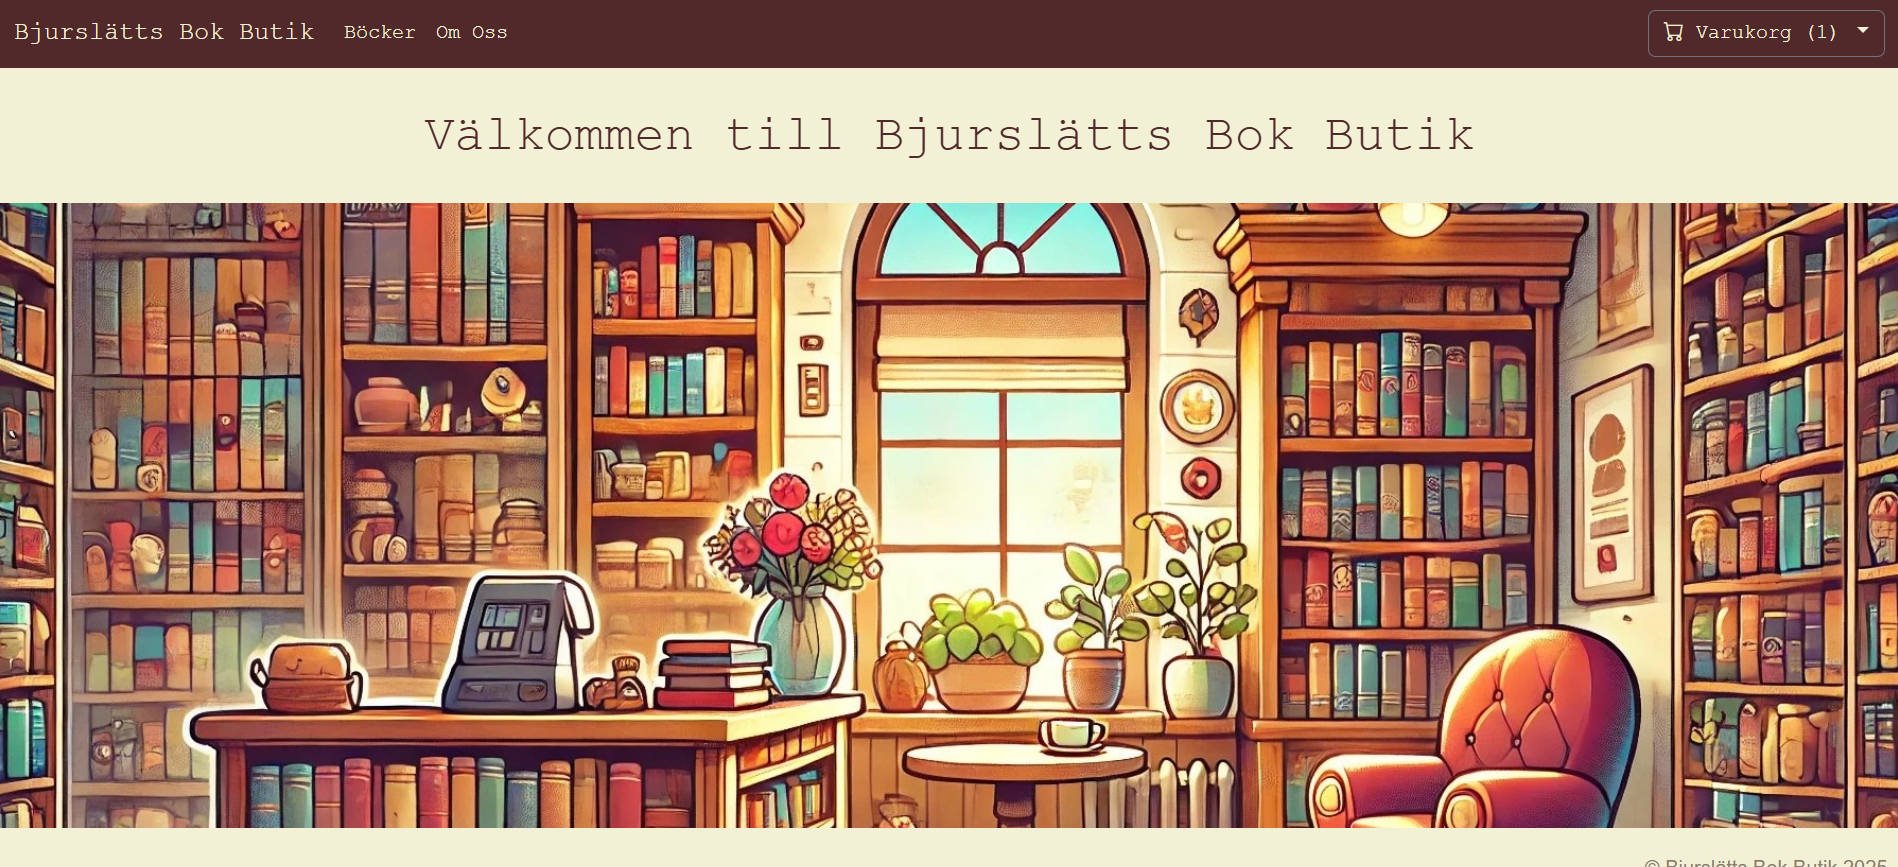 Bjurslätts Bok Butik Böcker Om Oss Varukorg (1)
Välkommen till Bjurslätts Bok Butik
© Bjurslätts Bok Butik 2025